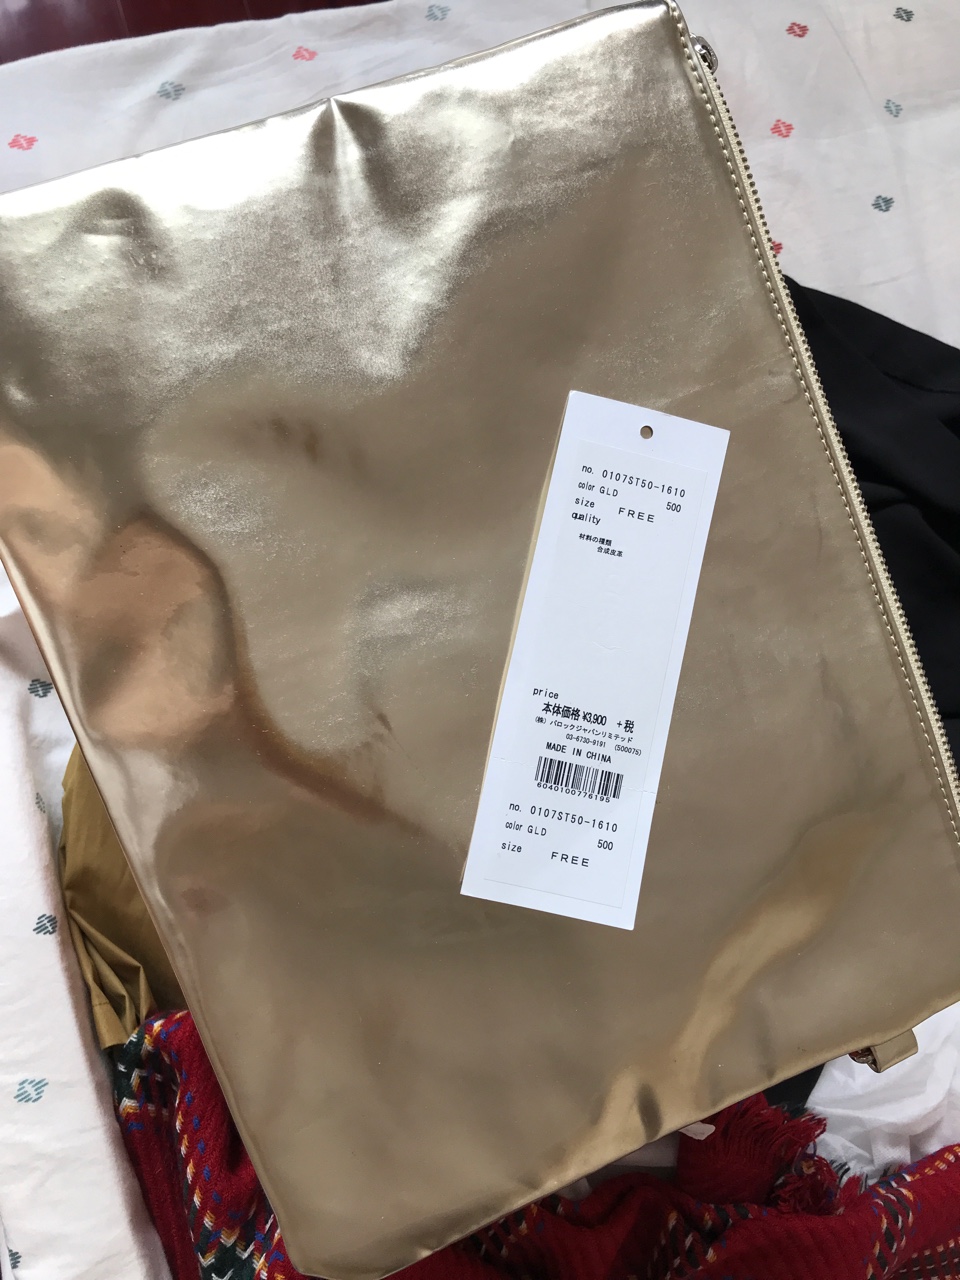 no. 0107ST50-1610
color GLD 500
size FREE
quality
材料の種類
合成皮革
price
本体価格 ¥3,900 +税
(株)バロックジャパンリミテッド
03-6730-9191 (500075)
MADE IN CHINA
6040100776195
no. 0107ST50-1610
color GLD 500
size FREE